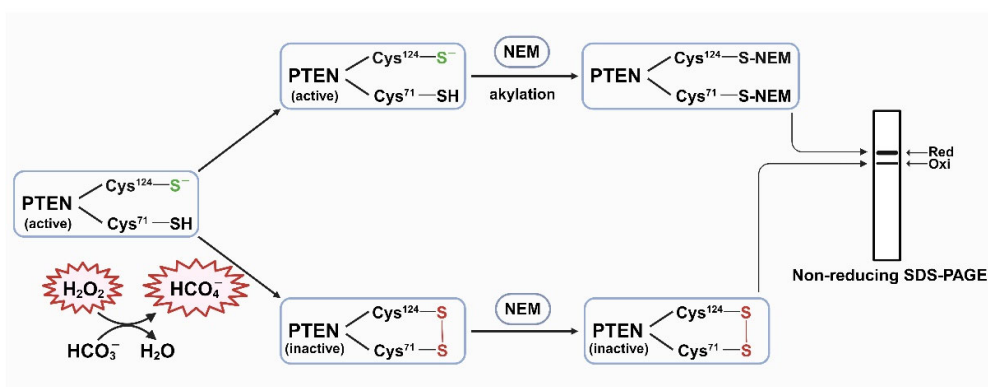 Cys¹²⁴—S⁻
PTEN
(active)
Cys⁷¹—SH
NEM
akylation
Cys¹²⁴—S-NEM
PTEN
Cys⁷¹—S-NEM
Cys¹²⁴—S⁻
PTEN
(active)
Cys⁷¹—SH
Red
Oxi
Non-reducing SDS-PAGE
H₂O₂
HCO₄⁻
HCO₃⁻
H₂O
Cys¹²⁴—S
PTEN
(inactive)
Cys⁷¹—S
NEM
Cys¹²⁴—S
PTEN
(inactive)
Cys⁷¹—S